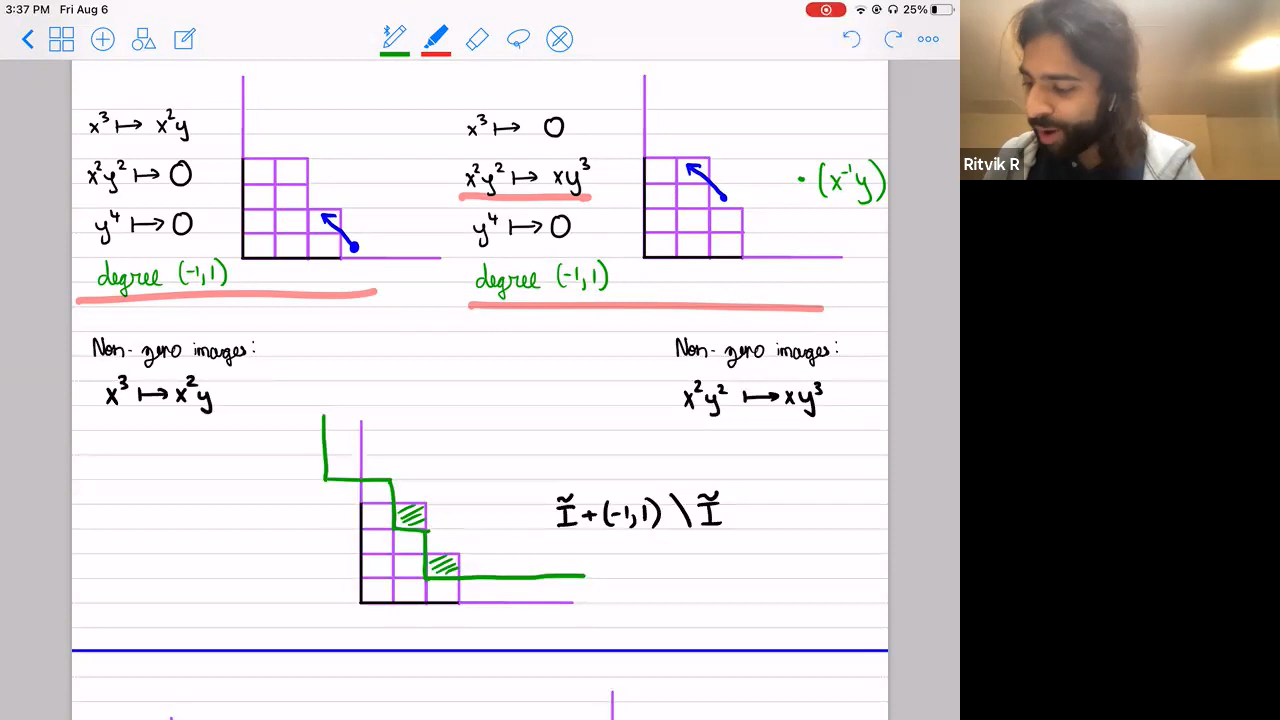 3:37 PM Fri Aug 6
25%
x³ ↦ x²y
x²y² ↦ 0
y⁴ ↦ 0
degree (-1,1)
x³ ↦ 0
x²y² ↦ xy³
y⁴ ↦ 0
degree (-1,1)
· (x⁻¹y)
Ritvik R
Non-zero images:
x³ ↦ x²y
Non-zero images:
x²y² ↦ xy³
Ĩ + (-1,1) \ Ĩ